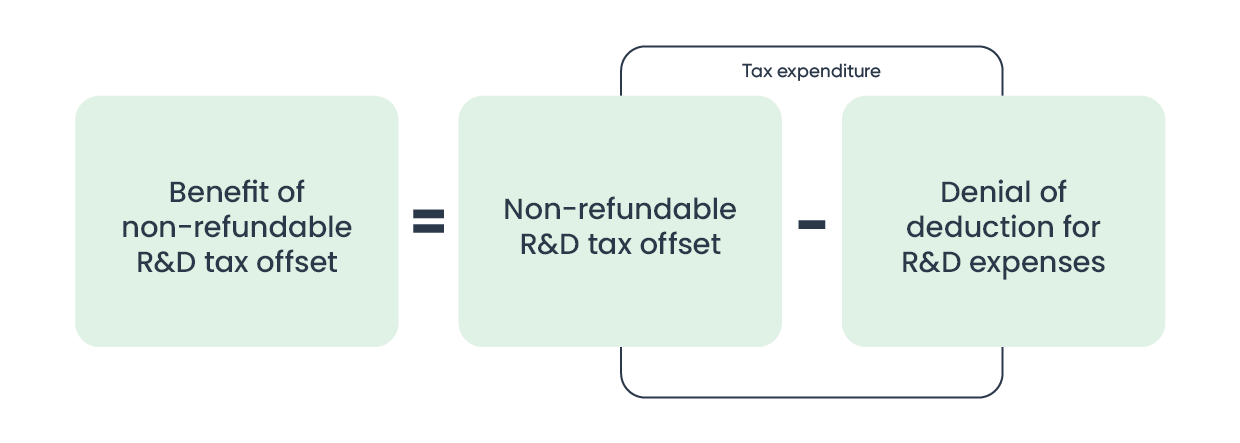 Tax expenditure
Benefit of
non-refundable
R&D tax offset
=
Non-refundable
R&D tax offset
-
Denial of
deduction for
R&D expenses